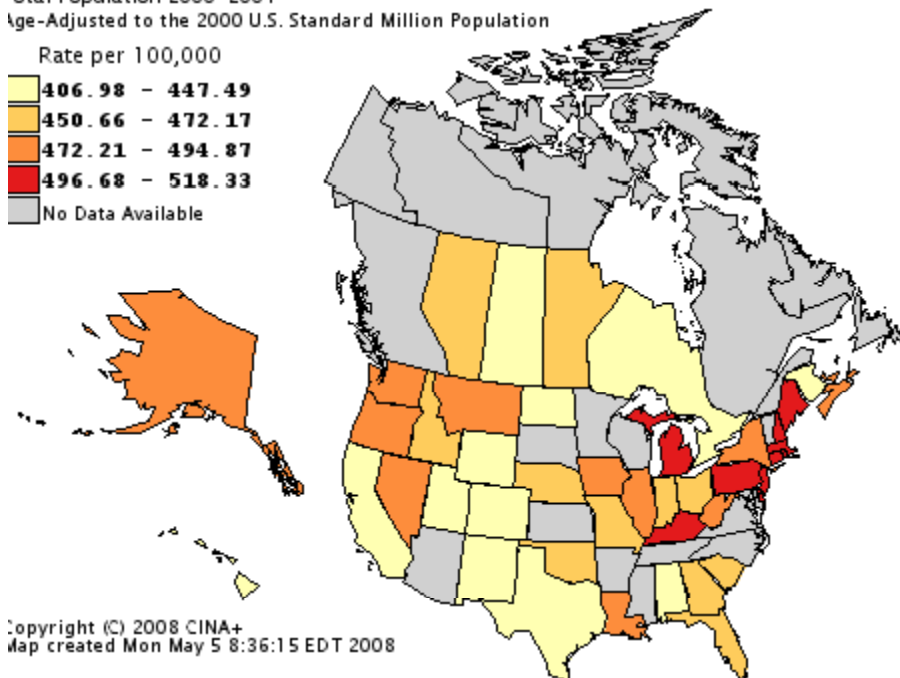 Age-Adjusted to the 2000 U.S. Standard Million Population
Rate per 100,000
406.98 - 447.49
450.66 - 472.17
472.21 - 494.87
496.68 - 518.33
No Data Available
Copyright (C) 2008 CINA+
Map created Mon May 5 8:36:15 EDT 2008